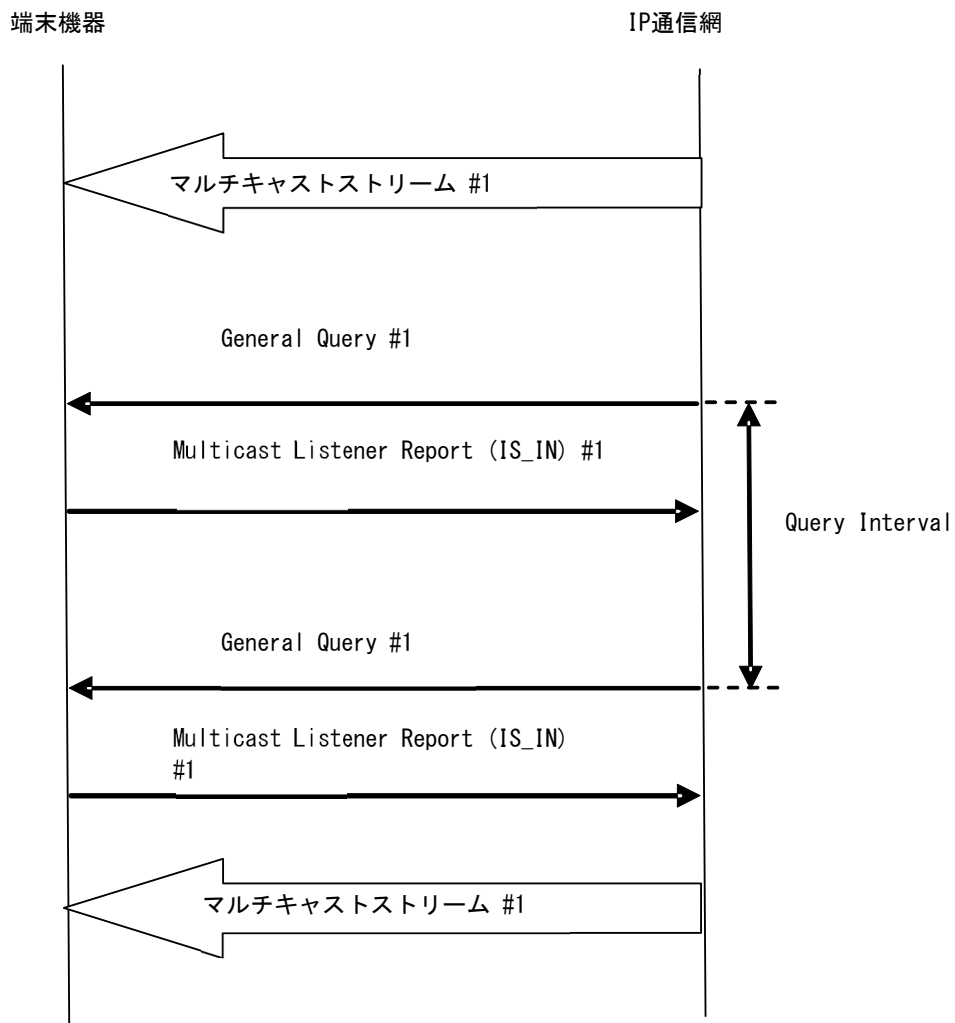 端末機器
IP通信網
マルチキャストストリーム #1
General Query #1
Multicast Listener Report (IS_IN) #1
Query Interval
General Query #1
Multicast Listener Report (IS_IN)
#1
マルチキャストストリーム #1